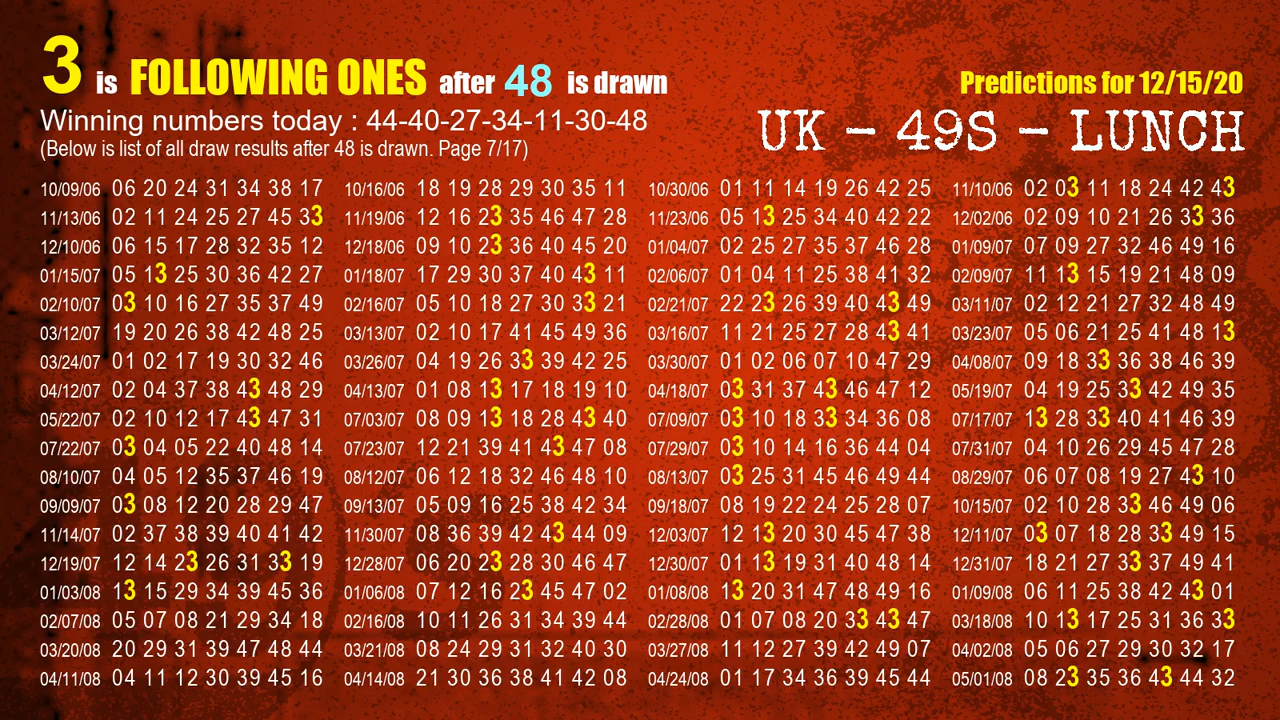 3 is FOLLOWING ONES after 48 is drawn
Predictions for 12/15/20
Winning numbers today : 44-40-27-34-11-30-48
UK - 49S - LUNCH
(Below is list of all draw results after 48 is drawn. Page 7/17)
10/09/06 06 20 24 31 34 38 17 10/16/06 18 19 28 29 30 35 11 10/30/06 01 11 14 19 26 42 25 11/10/06 02 03 11 18 24 42 43
11/13/06 02 11 24 25 27 45 33 11/19/06 12 16 23 35 46 47 28 11/23/06 05 13 25 34 40 42 22 12/02/06 02 09 10 21 26 33 36
12/10/06 06 15 17 28 32 35 12 12/18/06 09 10 23 36 40 45 20 01/04/07 02 25 27 35 37 46 28 01/09/07 07 09 27 32 46 49 16
01/15/07 05 13 25 30 36 42 27 01/18/07 17 29 30 37 40 43 11 02/06/07 01 04 11 25 38 41 32 02/09/07 11 13 15 19 21 48 09
02/10/07 03 10 16 27 35 37 49 02/16/07 05 10 18 27 30 33 21 02/21/07 22 23 26 39 40 43 49 03/11/07 02 12 21 27 32 48 49
03/12/07 19 20 26 38 42 48 25 03/13/07 02 10 17 41 45 49 36 03/16/07 11 21 25 27 28 43 41 03/23/07 05 06 21 25 41 48 13
03/24/07 01 02 17 19 30 32 46 03/26/07 04 19 26 33 39 42 25 03/30/07 01 02 06 07 10 47 29 04/08/07 09 18 33 36 38 46 39
04/12/07 02 04 37 38 43 48 29 04/13/07 01 08 13 17 18 19 10 04/18/07 03 31 37 43 46 47 12 05/19/07 04 19 25 33 42 49 35
05/22/07 02 10 12 17 43 47 31 07/03/07 08 09 13 18 28 43 40 07/09/07 03 10 18 33 34 36 08 07/17/07 13 28 33 40 41 46 39
07/22/07 03 04 05 22 40 48 14 07/23/07 12 21 39 41 43 47 08 07/29/07 03 10 14 16 36 44 04 07/31/07 04 10 26 29 45 47 28
08/10/07 04 05 12 35 37 46 19 08/12/07 06 12 18 32 46 48 10 08/13/07 03 25 31 45 46 49 44 08/29/07 06 07 08 19 27 43 10
09/09/07 03 08 12 20 28 29 47 09/13/07 05 09 16 25 38 42 34 09/18/07 08 19 22 24 25 28 07 10/15/07 02 10 28 33 46 49 06
11/14/07 02 37 38 39 40 41 42 11/30/07 08 36 39 42 43 44 09 12/03/07 12 13 20 30 45 47 38 12/11/07 03 07 18 28 33 49 15
12/19/07 12 14 23 26 31 33 19 12/28/07 06 20 23 28 30 46 47 12/30/07 01 13 19 31 40 48 14 12/31/07 18 21 27 33 37 49 41
01/03/08 13 15 29 34 39 45 36 01/06/08 07 12 16 23 45 47 02 01/08/08 13 20 31 47 48 49 16 01/09/08 06 11 25 38 42 43 01
02/07/08 05 07 08 21 29 34 18 02/16/08 10 11 26 31 34 39 44 02/28/08 01 07 08 20 33 43 47 03/18/08 10 13 17 25 31 36 33
03/20/08 20 29 31 39 47 48 44 03/21/08 08 24 29 31 32 40 30 03/27/08 11 12 27 39 42 49 07 04/02/08 05 06 27 29 30 32 17
04/11/08 04 11 12 30 39 45 16 04/14/08 21 30 36 38 41 42 08 04/24/08 01 17 34 36 39 45 44 05/01/08 08 23 35 36 43 44 32